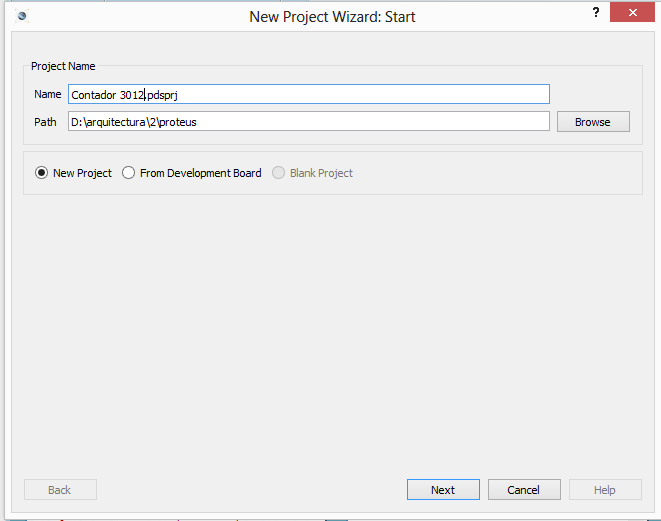 New Project Wizard: Start
?
Project Name
Name Contador 3012.pdsprj
Path D:\arquitectura\2\proteus Browse
New Project From Development Board Blank Project
Back Next Cancel Help